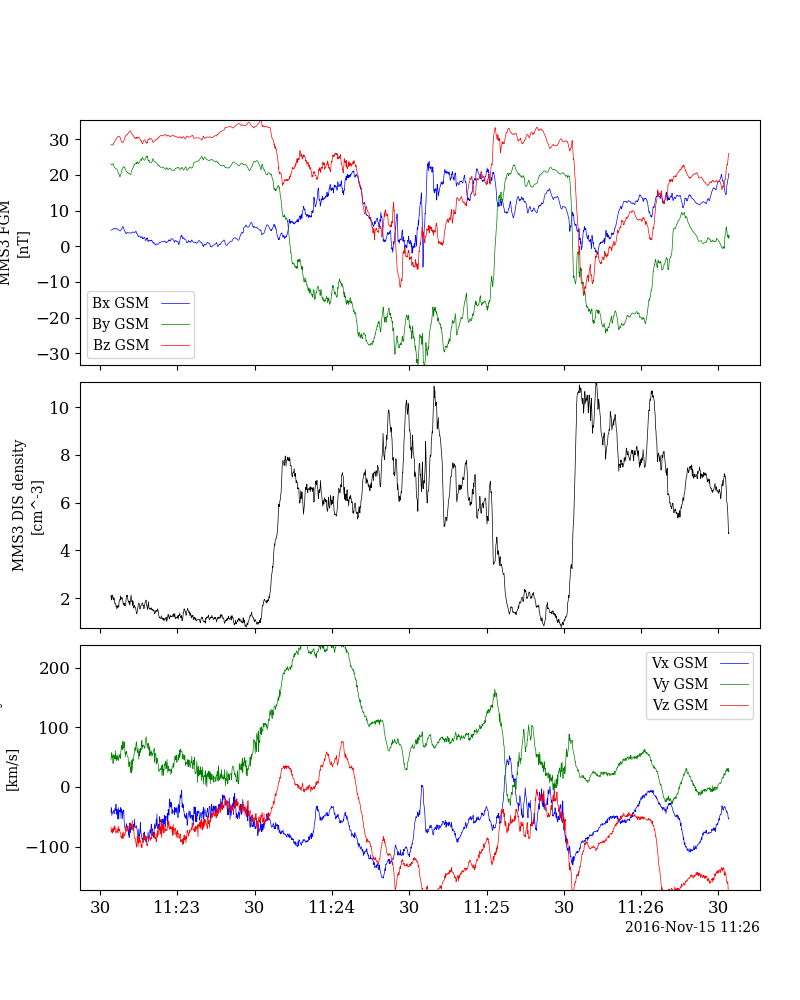 30
20
10
0
−10
−20
−30
MMS3 FGM
[nT]
Bx GSM
By GSM
Bz GSM
10
8
6
4
2
MMS3 DIS density
[cm^-3]
200
100
0
−100
[km/s]
Vx GSM
Vy GSM
Vz GSM
30 11:23 30 11:24 30 11:25 30 11:26 30
2016-Nov-15 11:26